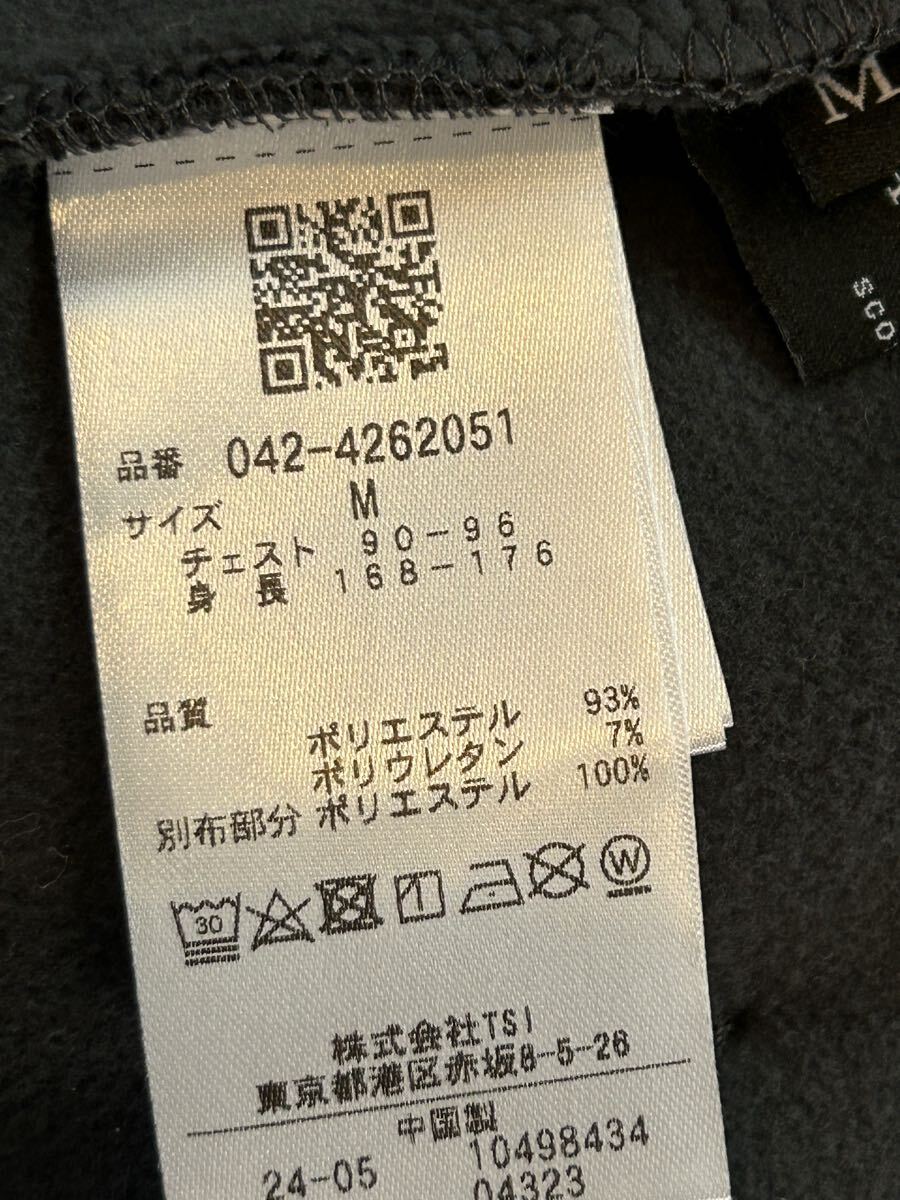 品番 042-4262051
サイズ M
チェスト 90-96
身長 168-176
品質
ポリエステル 93%
ポリウレタン 7%
別布部分 ポリエステル 100%
30
W
株式会社TSI
東京都港区赤坂8-5-26
中国製
24-05 10498434
04323
M
SCO